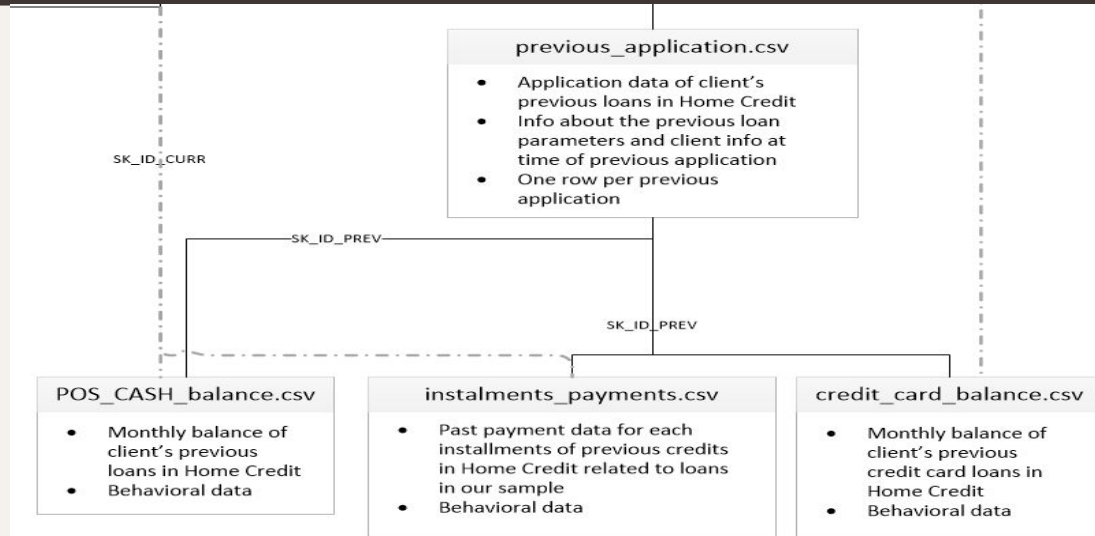 previous_application.csv
• Application data of client's
previous loans in Home Credit
• Info about the previous loan
parameters and client info at
time of previous application
• One row per previous
application
SK_ID_CURR
SK_ID_PREV
SK_ID_PREV
POS_CASH_balance.csv
• Monthly balance of
client's previous
loans in Home Credit
• Behavioral data
instalments_payments.csv
• Past payment data for each
installments of previous credits
in Home Credit related to loans
in our sample
• Behavioral data
credit_card_balance.csv
• Monthly balance of
client's previous
credit card loans in
Home Credit
• Behavioral data